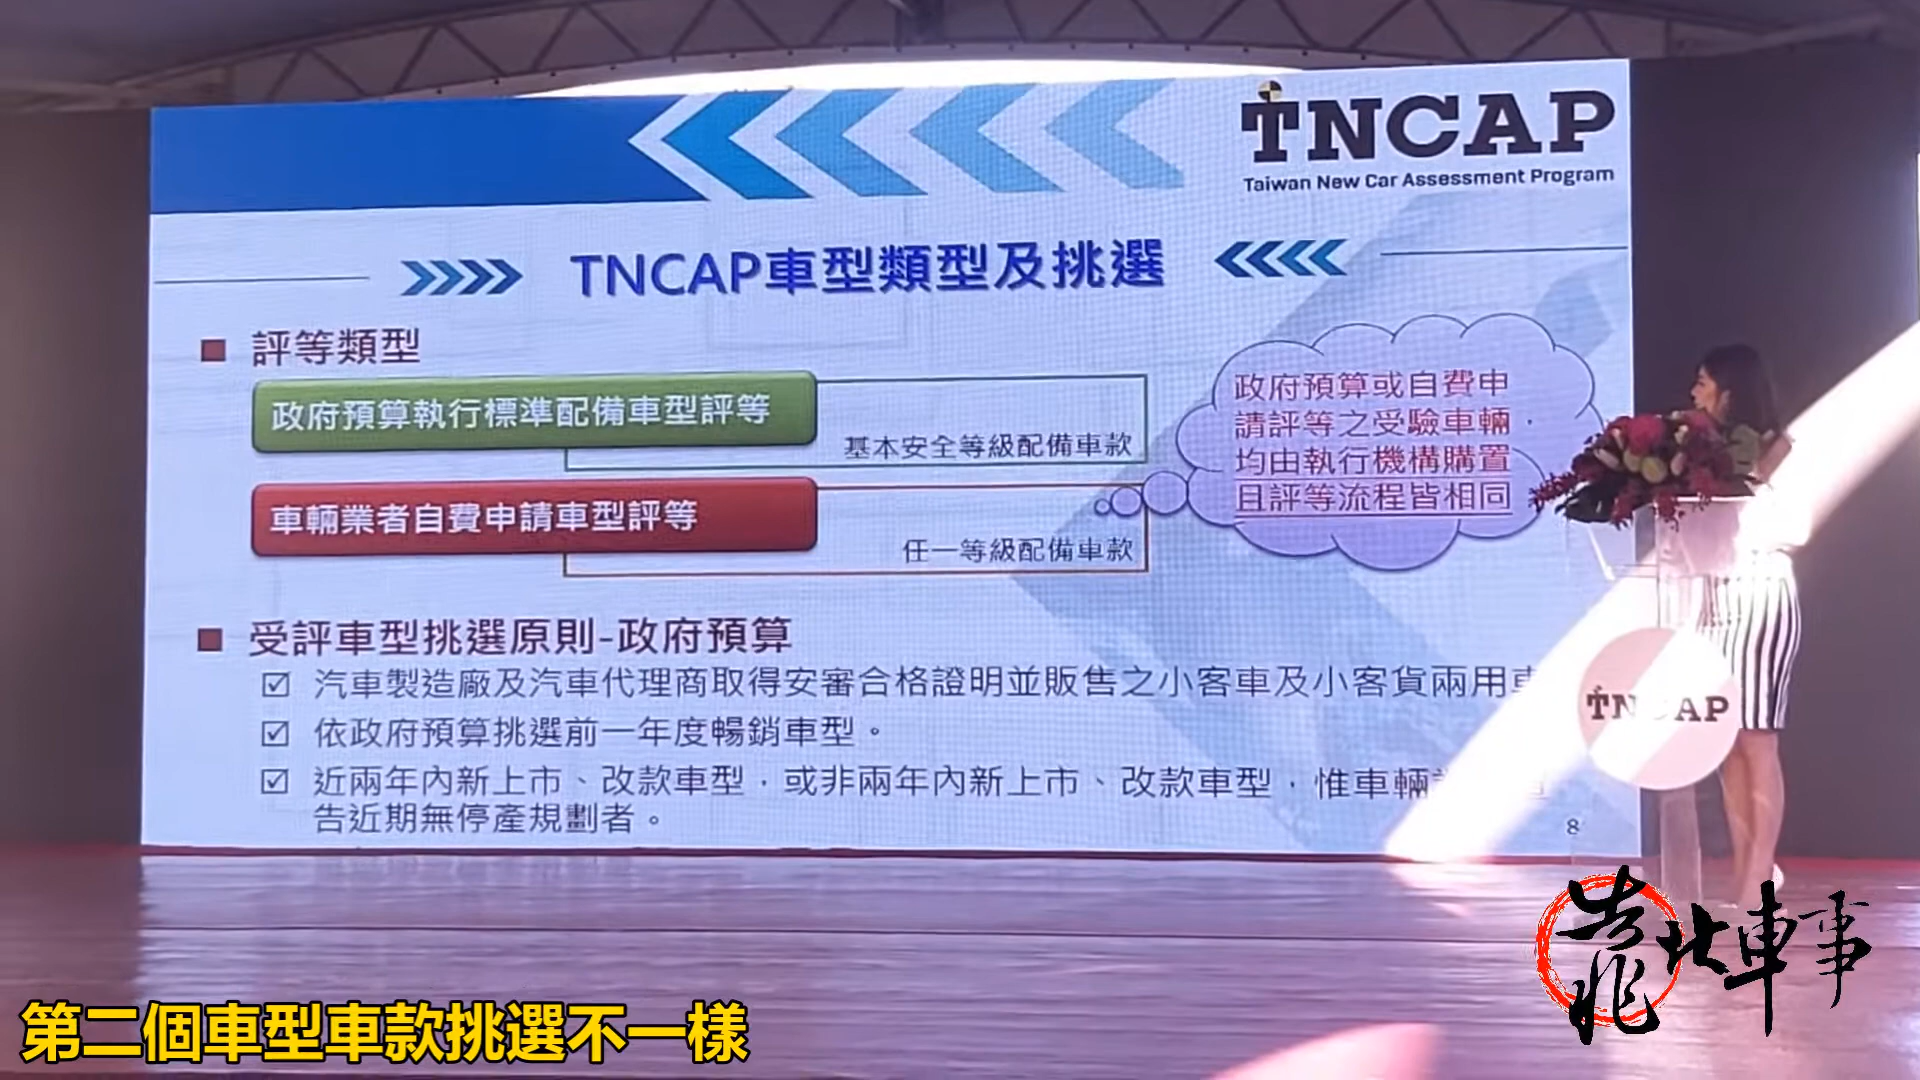 TNCAP
Taiwan New Car Assessment Program
TNCAP車型類型及挑選
評等類型
政府預算執行標準配備車型評等
基本安全等級配備車款
車輛業者自費申請車型評等
任一等級配備車款
政府預算或自費申
請評等之受驗車輛，
均由執行機構購置
且評等流程皆相同
受評車型挑選原則-政府預算
汽車製造廠及汽車代理商取得安審合格證明並販售之小客車及小客貨兩用車
依政府預算挑選前一年度暢銷車型。
近兩年內新上市、改款車型，或非兩年內新上市、改款車型，惟車輛
告近期無停產規劃者。
8
TNCAP
靠北車事
第二個車型車款挑選不一樣